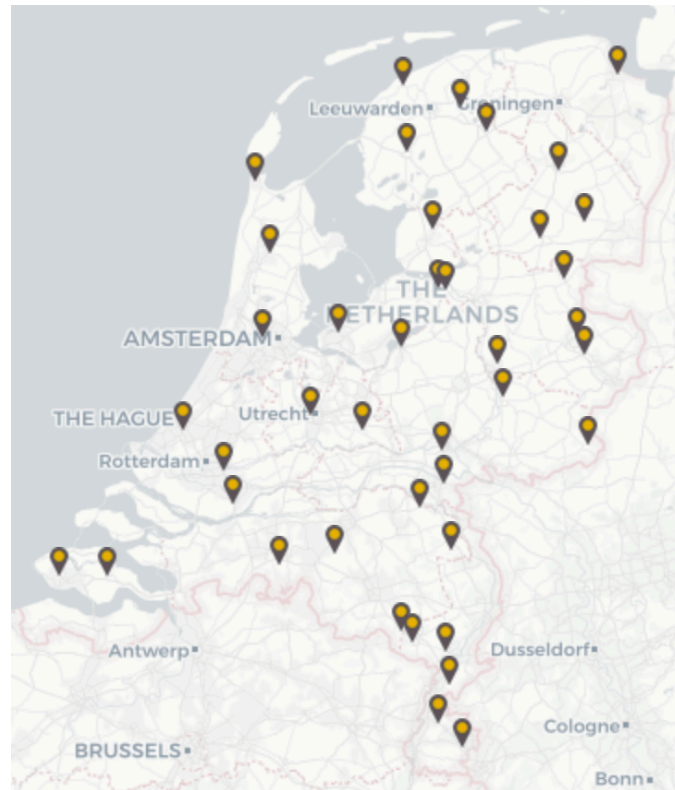 Leeuwarden
Groningen
THE
NETHERLANDS
AMSTERDAM
THE HAGUE
Utrecht
Rotterdam
Antwerp
Dusseldorf
Cologne
BRUSSELS
Bonn